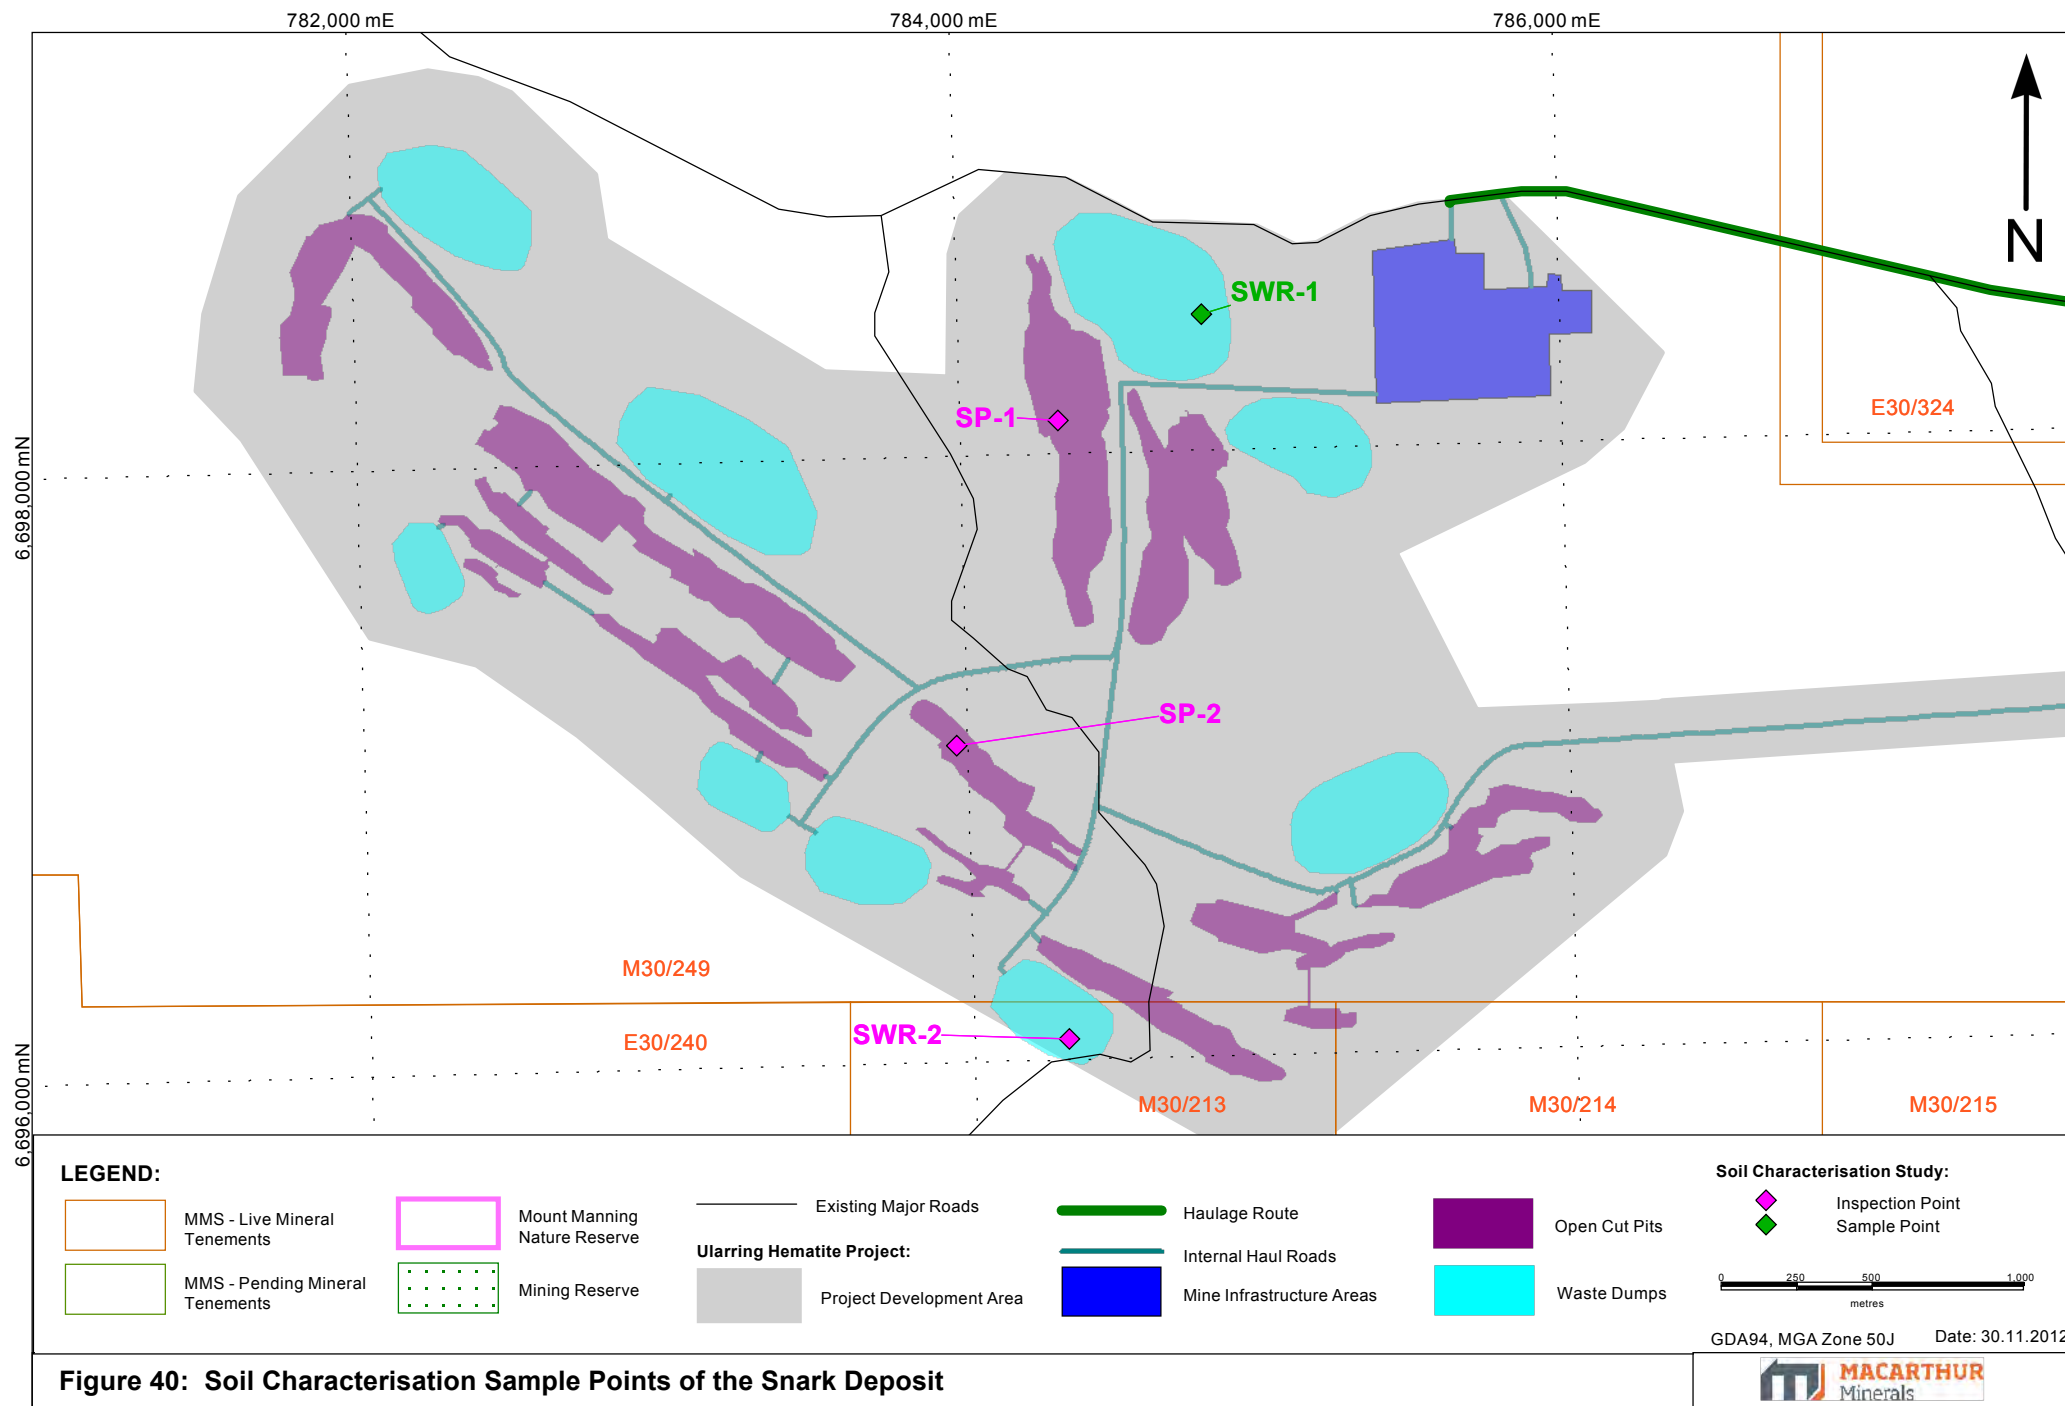 782,000 mE
784,000 mE
786,000 mE
N
SWR-1
E30/324
SP-1
6,698,000 mN
SP-2
M30/249
SWR-2
E30/240
6,696,000 mN
M30/213
M30/214
M30/215
LEGEND:
MMS - Live Mineral
Tenements
MMS - Pending Mineral
Tenements
Mount Manning
Nature Reserve
Mining Reserve
Existing Major Roads
Ularring Hematite Project:
Project Development Area
Haulage Route
Internal Haul Roads
Mine Infrastructure Areas
Open Cut Pits
Waste Dumps
Soil Characterisation Study:
Inspection Point
Sample Point
0 250 500 1,000
metres
GDA94, MGA Zone 50J Date: 30.11.2012
Figure 40: Soil Characterisation Sample Points of the Snark Deposit
MACARTHUR
Minerals